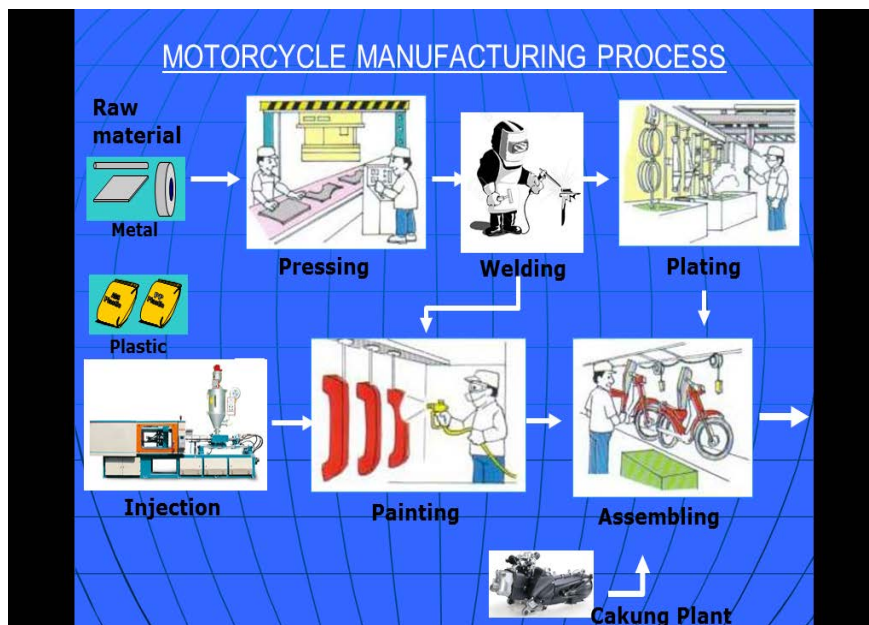 MOTORCYCLE MANUFACTURING PROCESS
Raw
material
Metal
Pressing
Welding
Plating
Plastic
Injection
Painting
Assembling
Cakung Plant